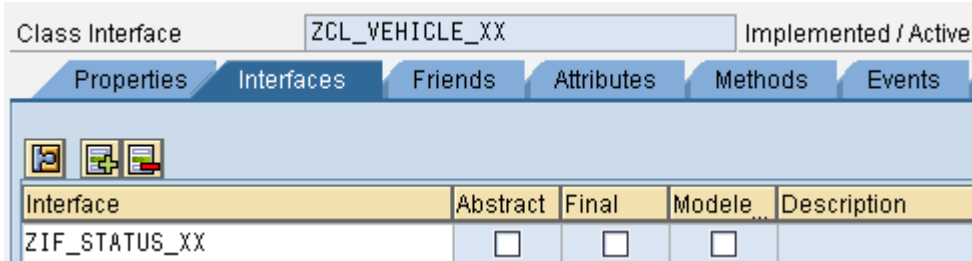 Class Interface ZCL_VEHICLE_XX Implemented / Active
Properties Interfaces Friends Attributes Methods Events
Interface Abstract Final Modele... Description
ZIF_STATUS_XX